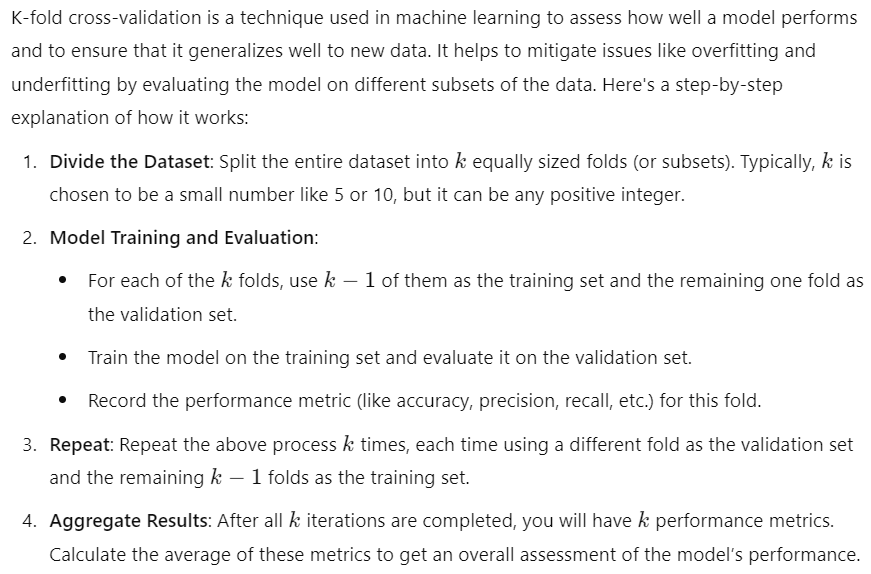 K-fold cross-validation is a technique used in machine learning to assess how well a model performs
and to ensure that it generalizes well to new data. It helps to mitigate issues like overfitting and
underfitting by evaluating the model on different subsets of the data. Here's a step-by-step
explanation of how it works:
1. Divide the Dataset: Split the entire dataset into k equally sized folds (or subsets). Typically, k is
chosen to be a small number like 5 or 10, but it can be any positive integer.
2. Model Training and Evaluation:
• For each of the k folds, use k − 1 of them as the training set and the remaining one fold as
the validation set.
• Train the model on the training set and evaluate it on the validation set.
• Record the performance metric (like accuracy, precision, recall, etc.) for this fold.
3. Repeat: Repeat the above process k times, each time using a different fold as the validation set
and the remaining k − 1 folds as the training set.
4. Aggregate Results: After all k iterations are completed, you will have k performance metrics.
Calculate the average of these metrics to get an overall assessment of the model's performance.